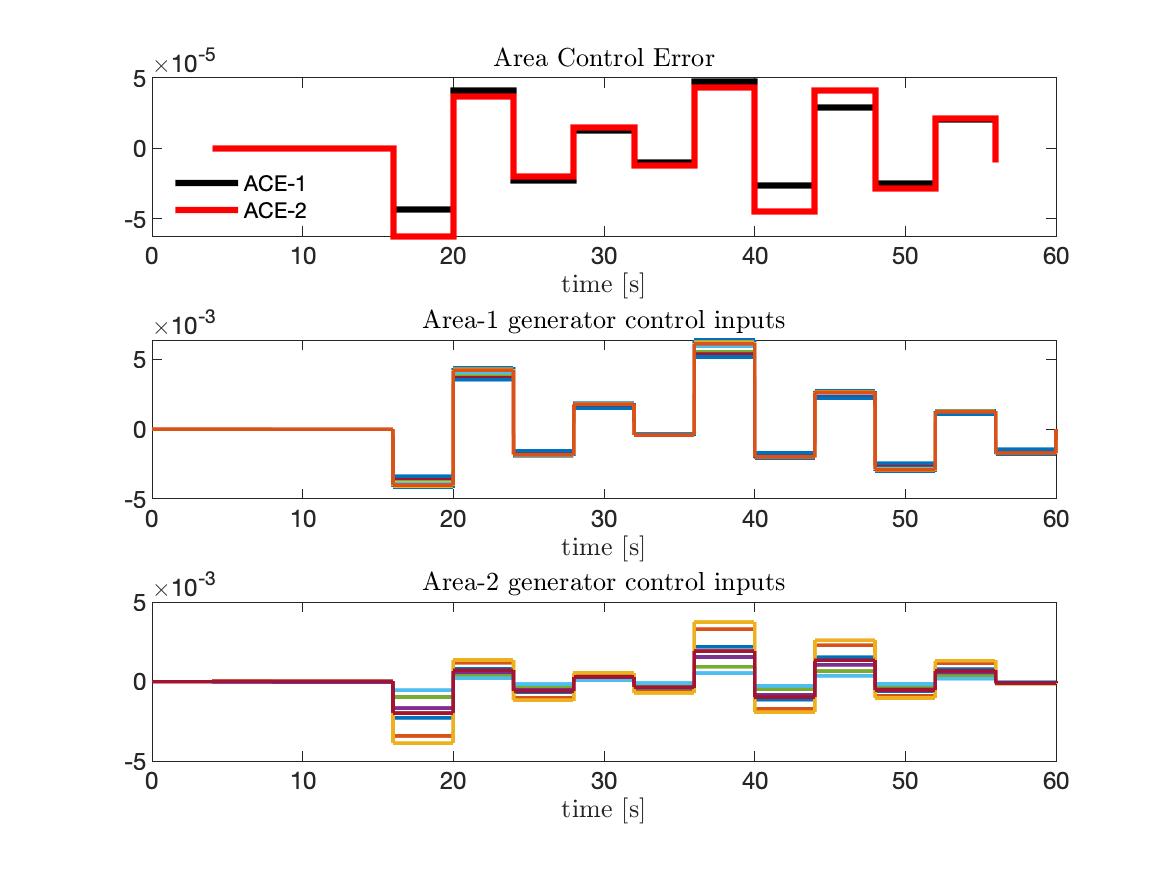 Area Control Error
×10-5
5
0
-5
ACE-1
ACE-2
0 10 20 30 40 50 60
time [s]
Area-1 generator control inputs
×10-3
5
0
-5
0 10 20 30 40 50 60
time [s]
Area-2 generator control inputs
×10-3
5
0
-5
0 10 20 30 40 50 60
time [s]